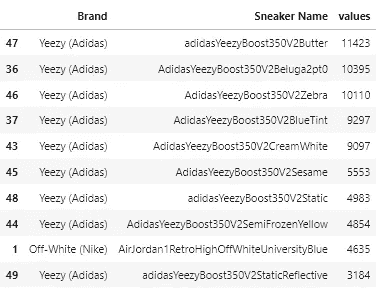 Brand Sneaker Name values
47 Yeezy (Adidas) adidasYeezyBoost350V2Butter 11423
36 Yeezy (Adidas) AdidasYeezyBoost350V2Beluga2pt0 10395
46 Yeezy (Adidas) adidasYeezyBoost350V2Zebra 10110
37 Yeezy (Adidas) AdidasYeezyBoost350V2BlueTint 9297
43 Yeezy (Adidas) AdidasYeezyBoost350V2CreamWhite 9097
45 Yeezy (Adidas) AdidasYeezyBoost350V2Sesame 5553
48 Yeezy (Adidas) adidasYeezyBoost350V2Static 4983
44 Yeezy (Adidas) AdidasYeezyBoost350V2SemiFrozenYellow 4854
1 Off-White (Nike) AirJordan1RetroHighOffWhiteUniversityBlue 4635
49 Yeezy (Adidas) adidasYeezyBoost350V2StaticReflective 3184